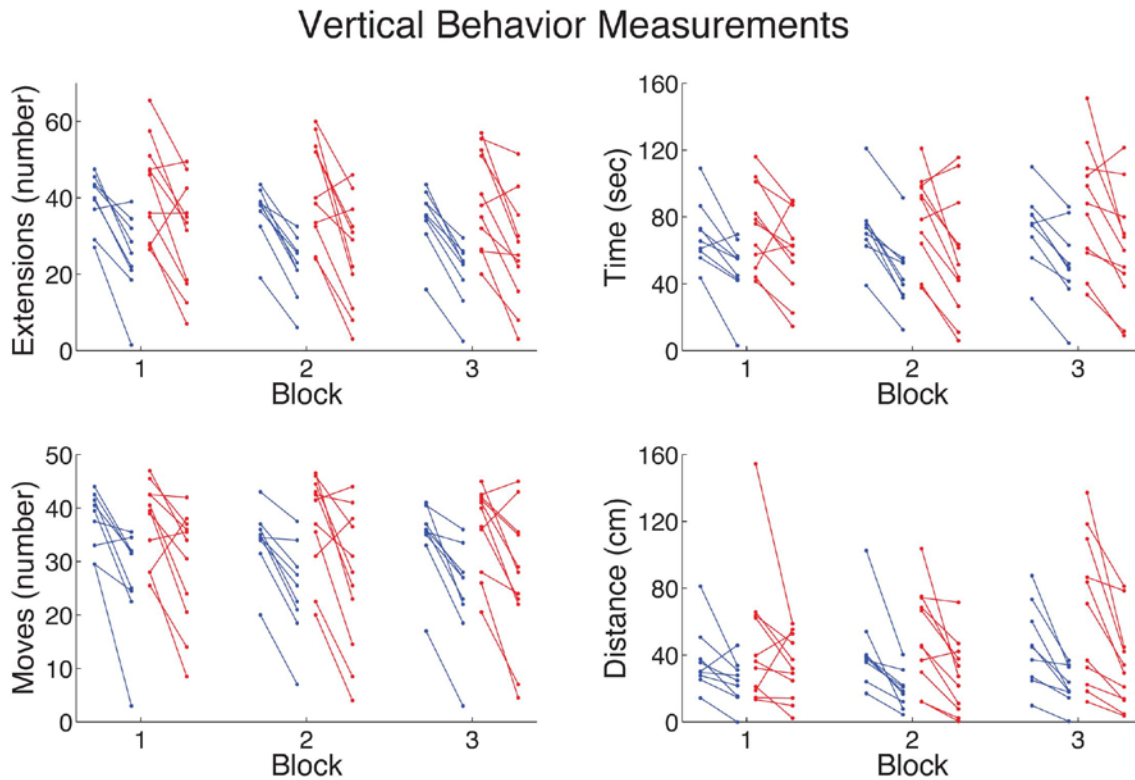 Vertical Behavior Measurements
Extensions (number)
60
40
20
0
1 2 3
Block
Time (sec)
160
120
80
40
0
1 2 3
Block
Moves (number)
50
40
30
20
10
0
1 2 3
Block
Distance (cm)
160
120
80
40
0
1 2 3
Block